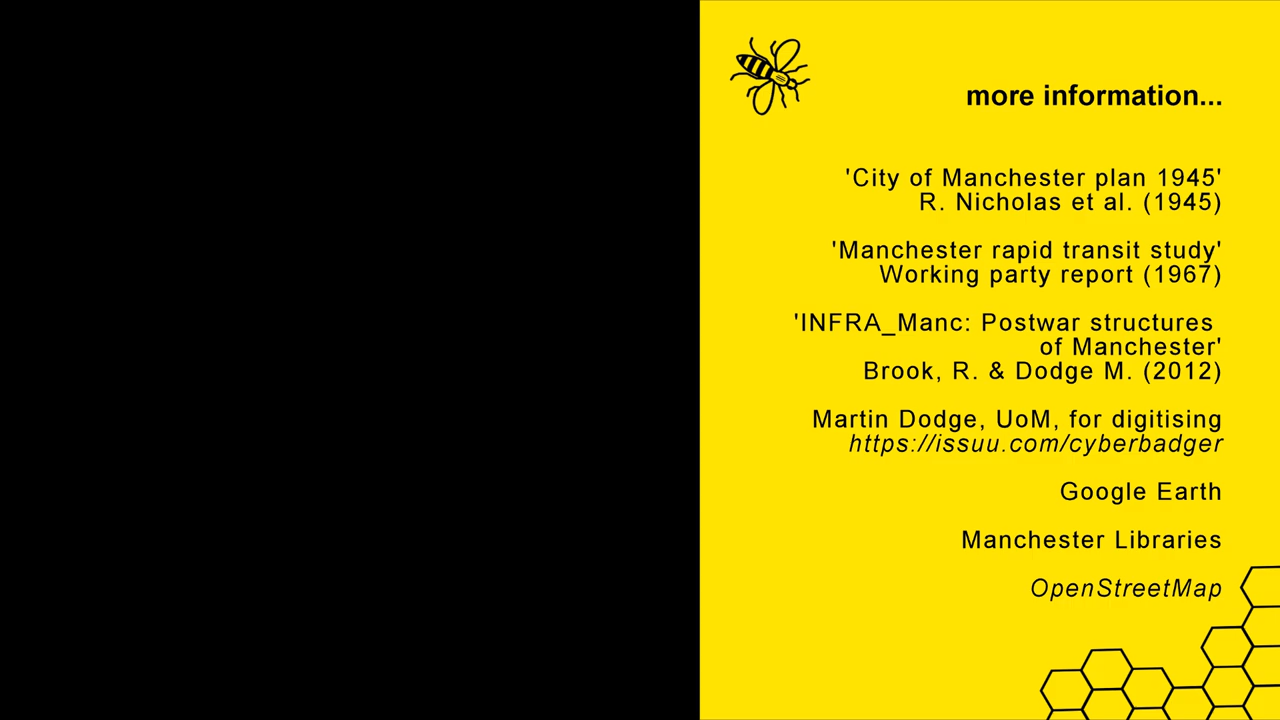 more information...
'City of Manchester plan 1945'
R. Nicholas et al. (1945)
'Manchester rapid transit study'
Working party report (1967)
'INFRA_Manc: Postwar structures
of Manchester'
Brook, R. & Dodge M. (2012)
Martin Dodge, UoM, for digitising
https://issuu.com/cyberbadger
Google Earth
Manchester Libraries
OpenStreetMap